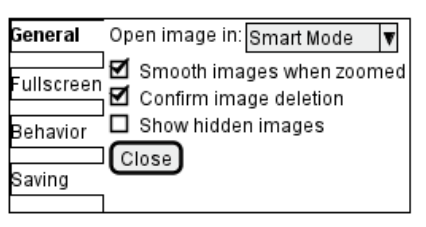 General
Fullscreen
Behavior
Saving
Open image in: Smart Mode
Smooth images when zoomed
Confirm image deletion
Show hidden images
Close